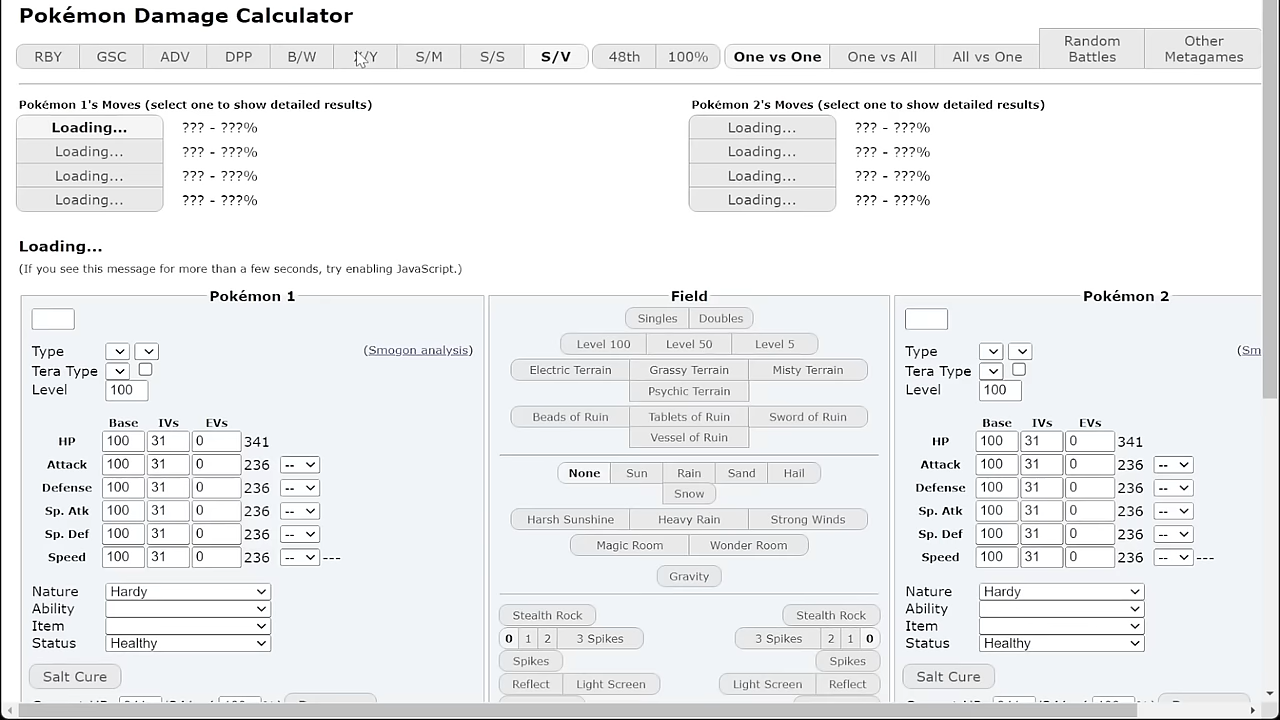 Pokémon Damage Calculator
RBY GSC ADV DPP B/W X/Y S/M S/S S/V 48th 100% One vs One One vs All All vs One Random Battles Other Metagames
Pokémon 1's Moves (select one to show detailed results) Pokémon 2's Moves (select one to show detailed results)
Loading... ??? - ???% Loading... ??? - ???%
Loading... ??? - ???% Loading... ??? - ???%
Loading... ??? - ???% Loading... ??? - ???%
Loading... ??? - ???% Loading... ??? - ???%
Loading...
(If you see this message for more than a few seconds, try enabling JavaScript.)
Pokémon 1
Type (Smogon analysis)
Tera Type
Level 100
Base IVs EVs
HP 100 31 0 341
Attack 100 31 0 236 --
Defense 100 31 0 236 --
Sp. Atk 100 31 0 236 --
Sp. Def 100 31 0 236 --
Speed 100 31 0 236 -- ---
Nature Hardy
Ability
Item
Status Healthy
Salt Cure
Field
Singles Doubles
Level 100 Level 50 Level 5
Electric Terrain Grassy Terrain Misty Terrain
Psychic Terrain
Beads of Ruin Tablets of Ruin Sword of Ruin
Vessel of Ruin
None Sun Rain Sand Hail
Snow
Harsh Sunshine Heavy Rain Strong Winds
Magic Room Wonder Room
Gravity
Stealth Rock Stealth Rock
0 1 2 3 Spikes 3 Spikes 2 1 0
Spikes Spikes
Reflect Light Screen Light Screen Reflect
Pokémon 2
Type (Sm
Tera Type
Level 100
Base IVs EVs
HP 100 31 0 341
Attack 100 31 0 236 --
Defense 100 31 0 236 --
Sp. Atk 100 31 0 236 --
Sp. Def 100 31 0 236 --
Speed 100 31 0 236 -- ---
Nature Hardy
Ability
Item
Status Healthy
Salt Cure